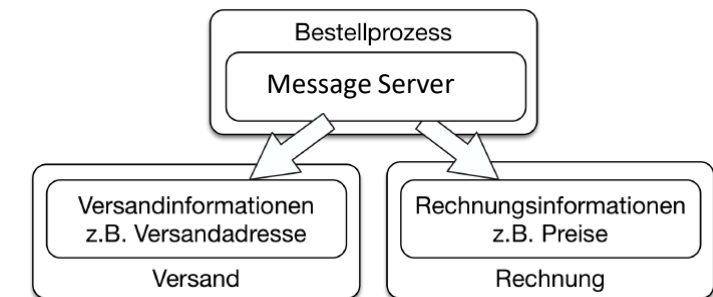 Bestellprozess
Message Server
Versandinformationen
z.B. Versandadresse
Versand
Rechnungsinformationen
z.B. Preise
Rechnung